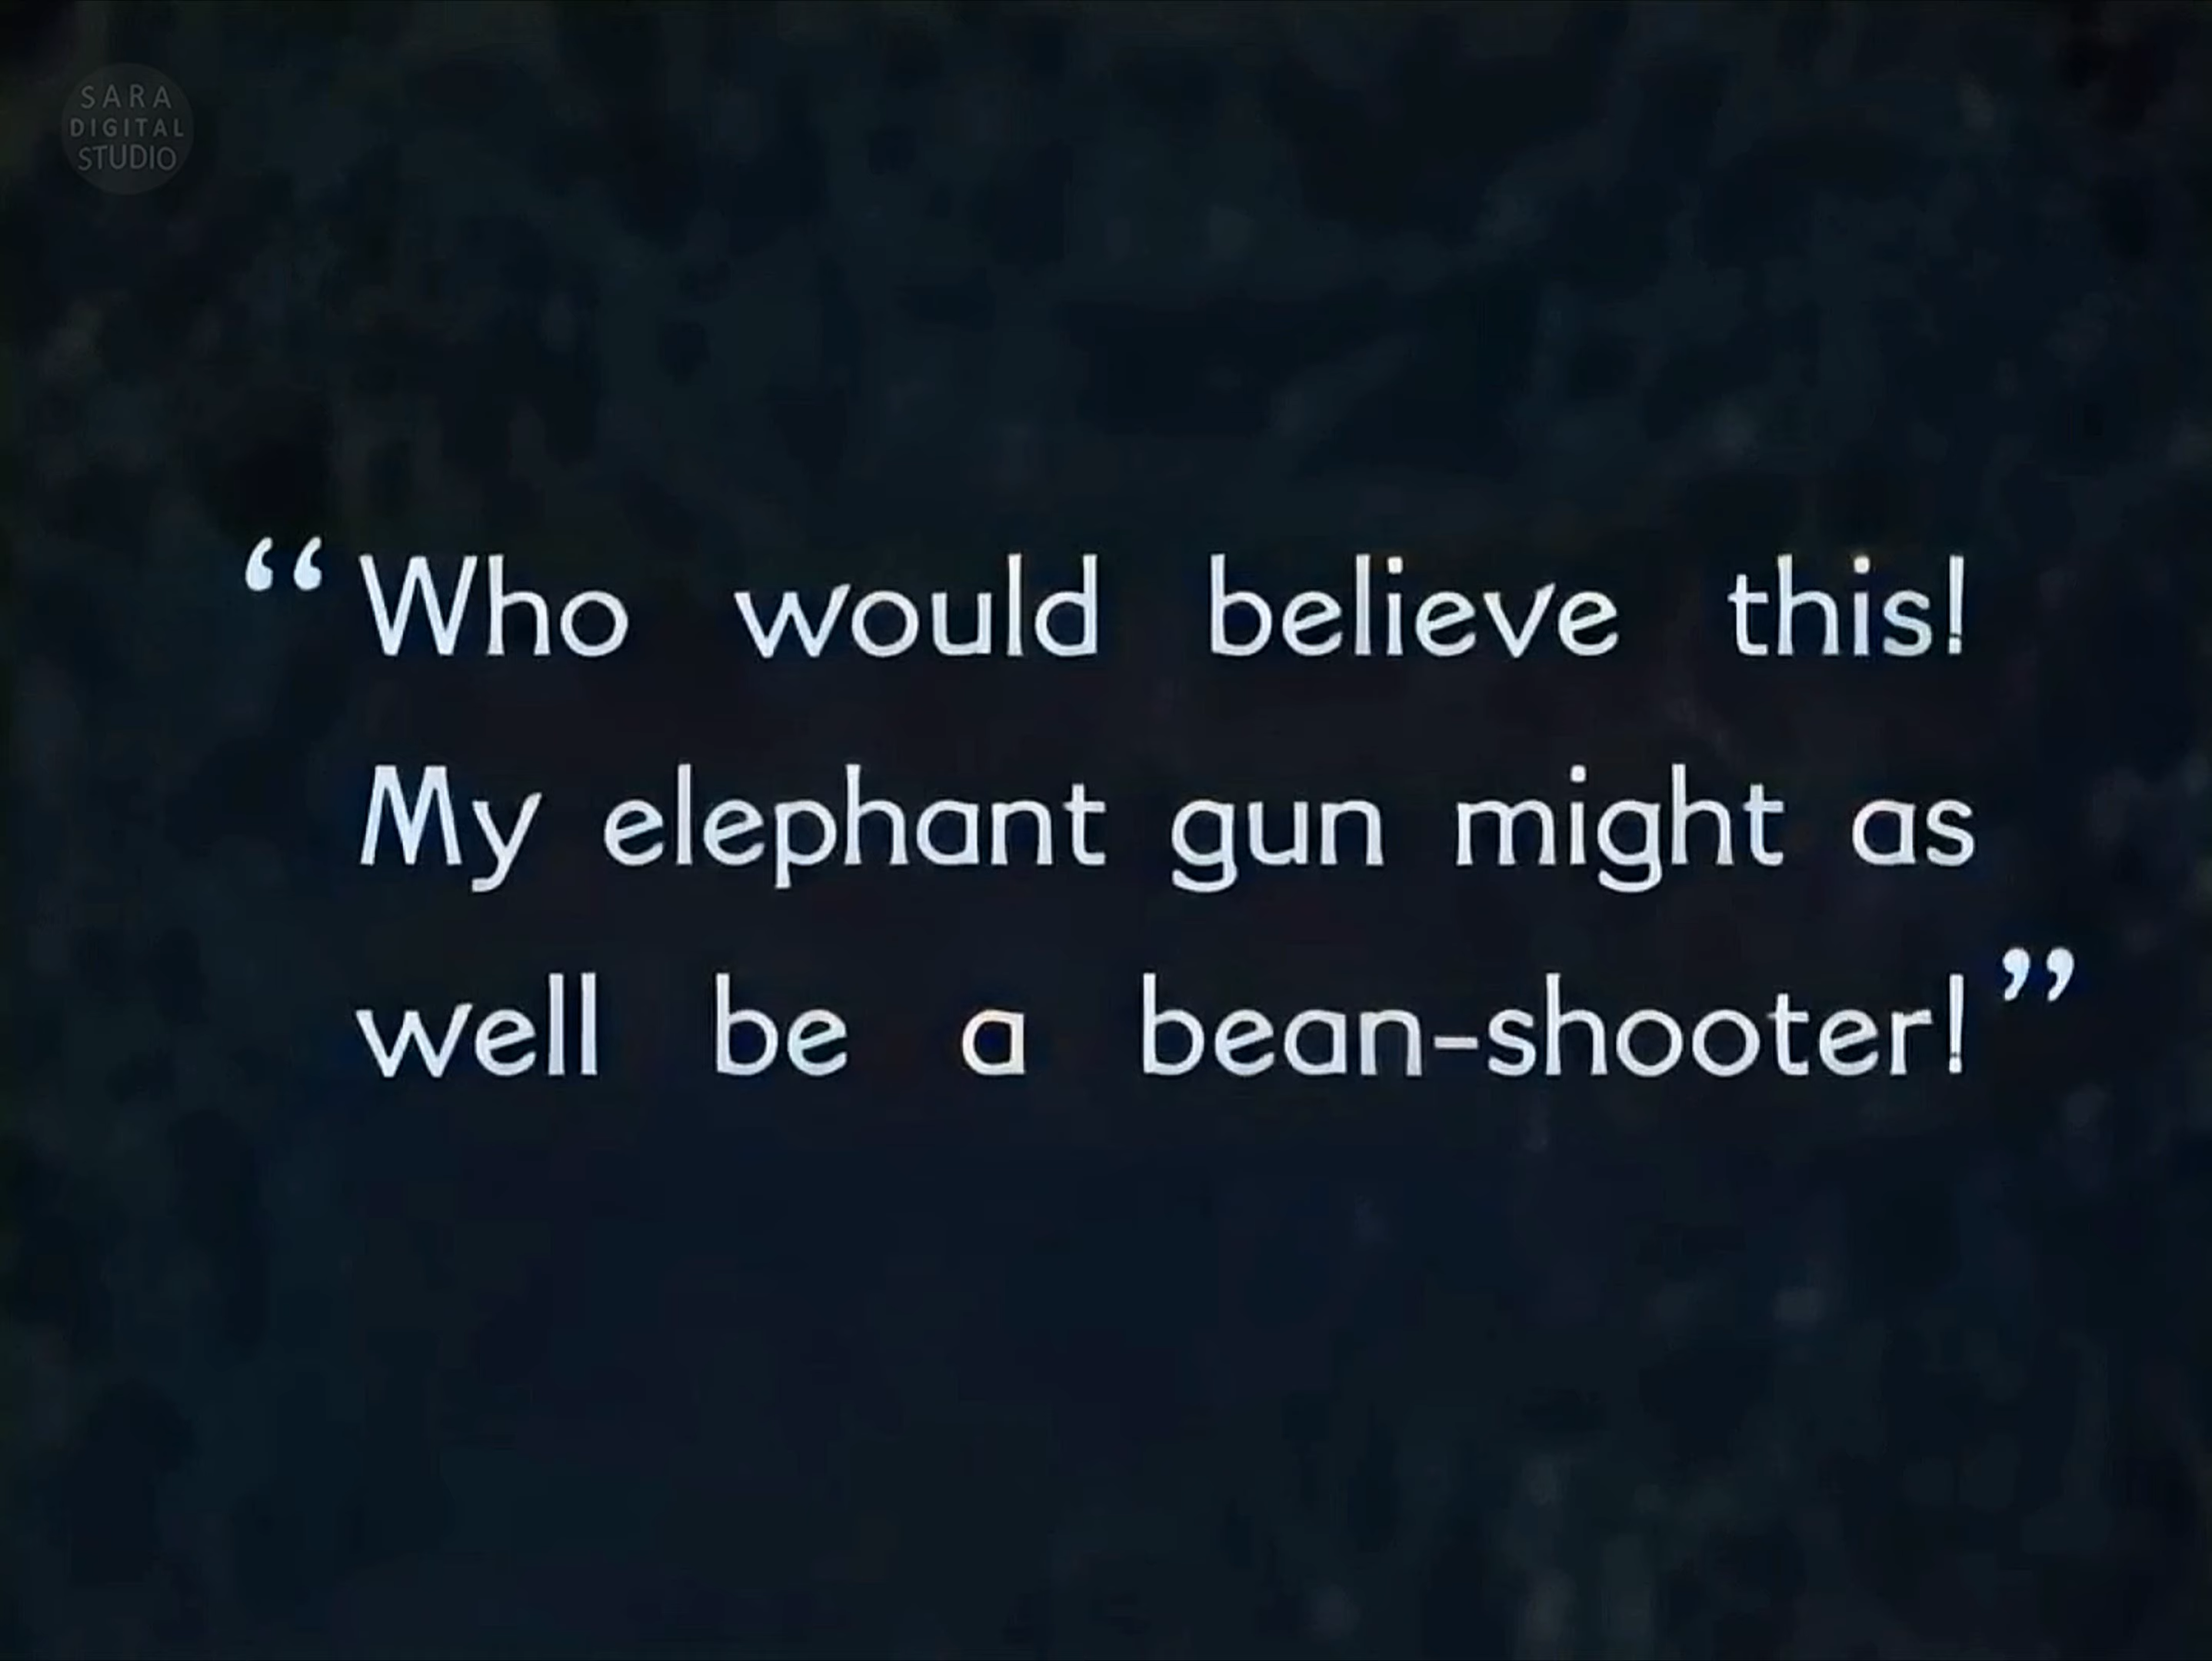 SARA
DIGITAL
STUDIO
“Who would believe this!
My elephant gun might as
well be a bean-shooter!”